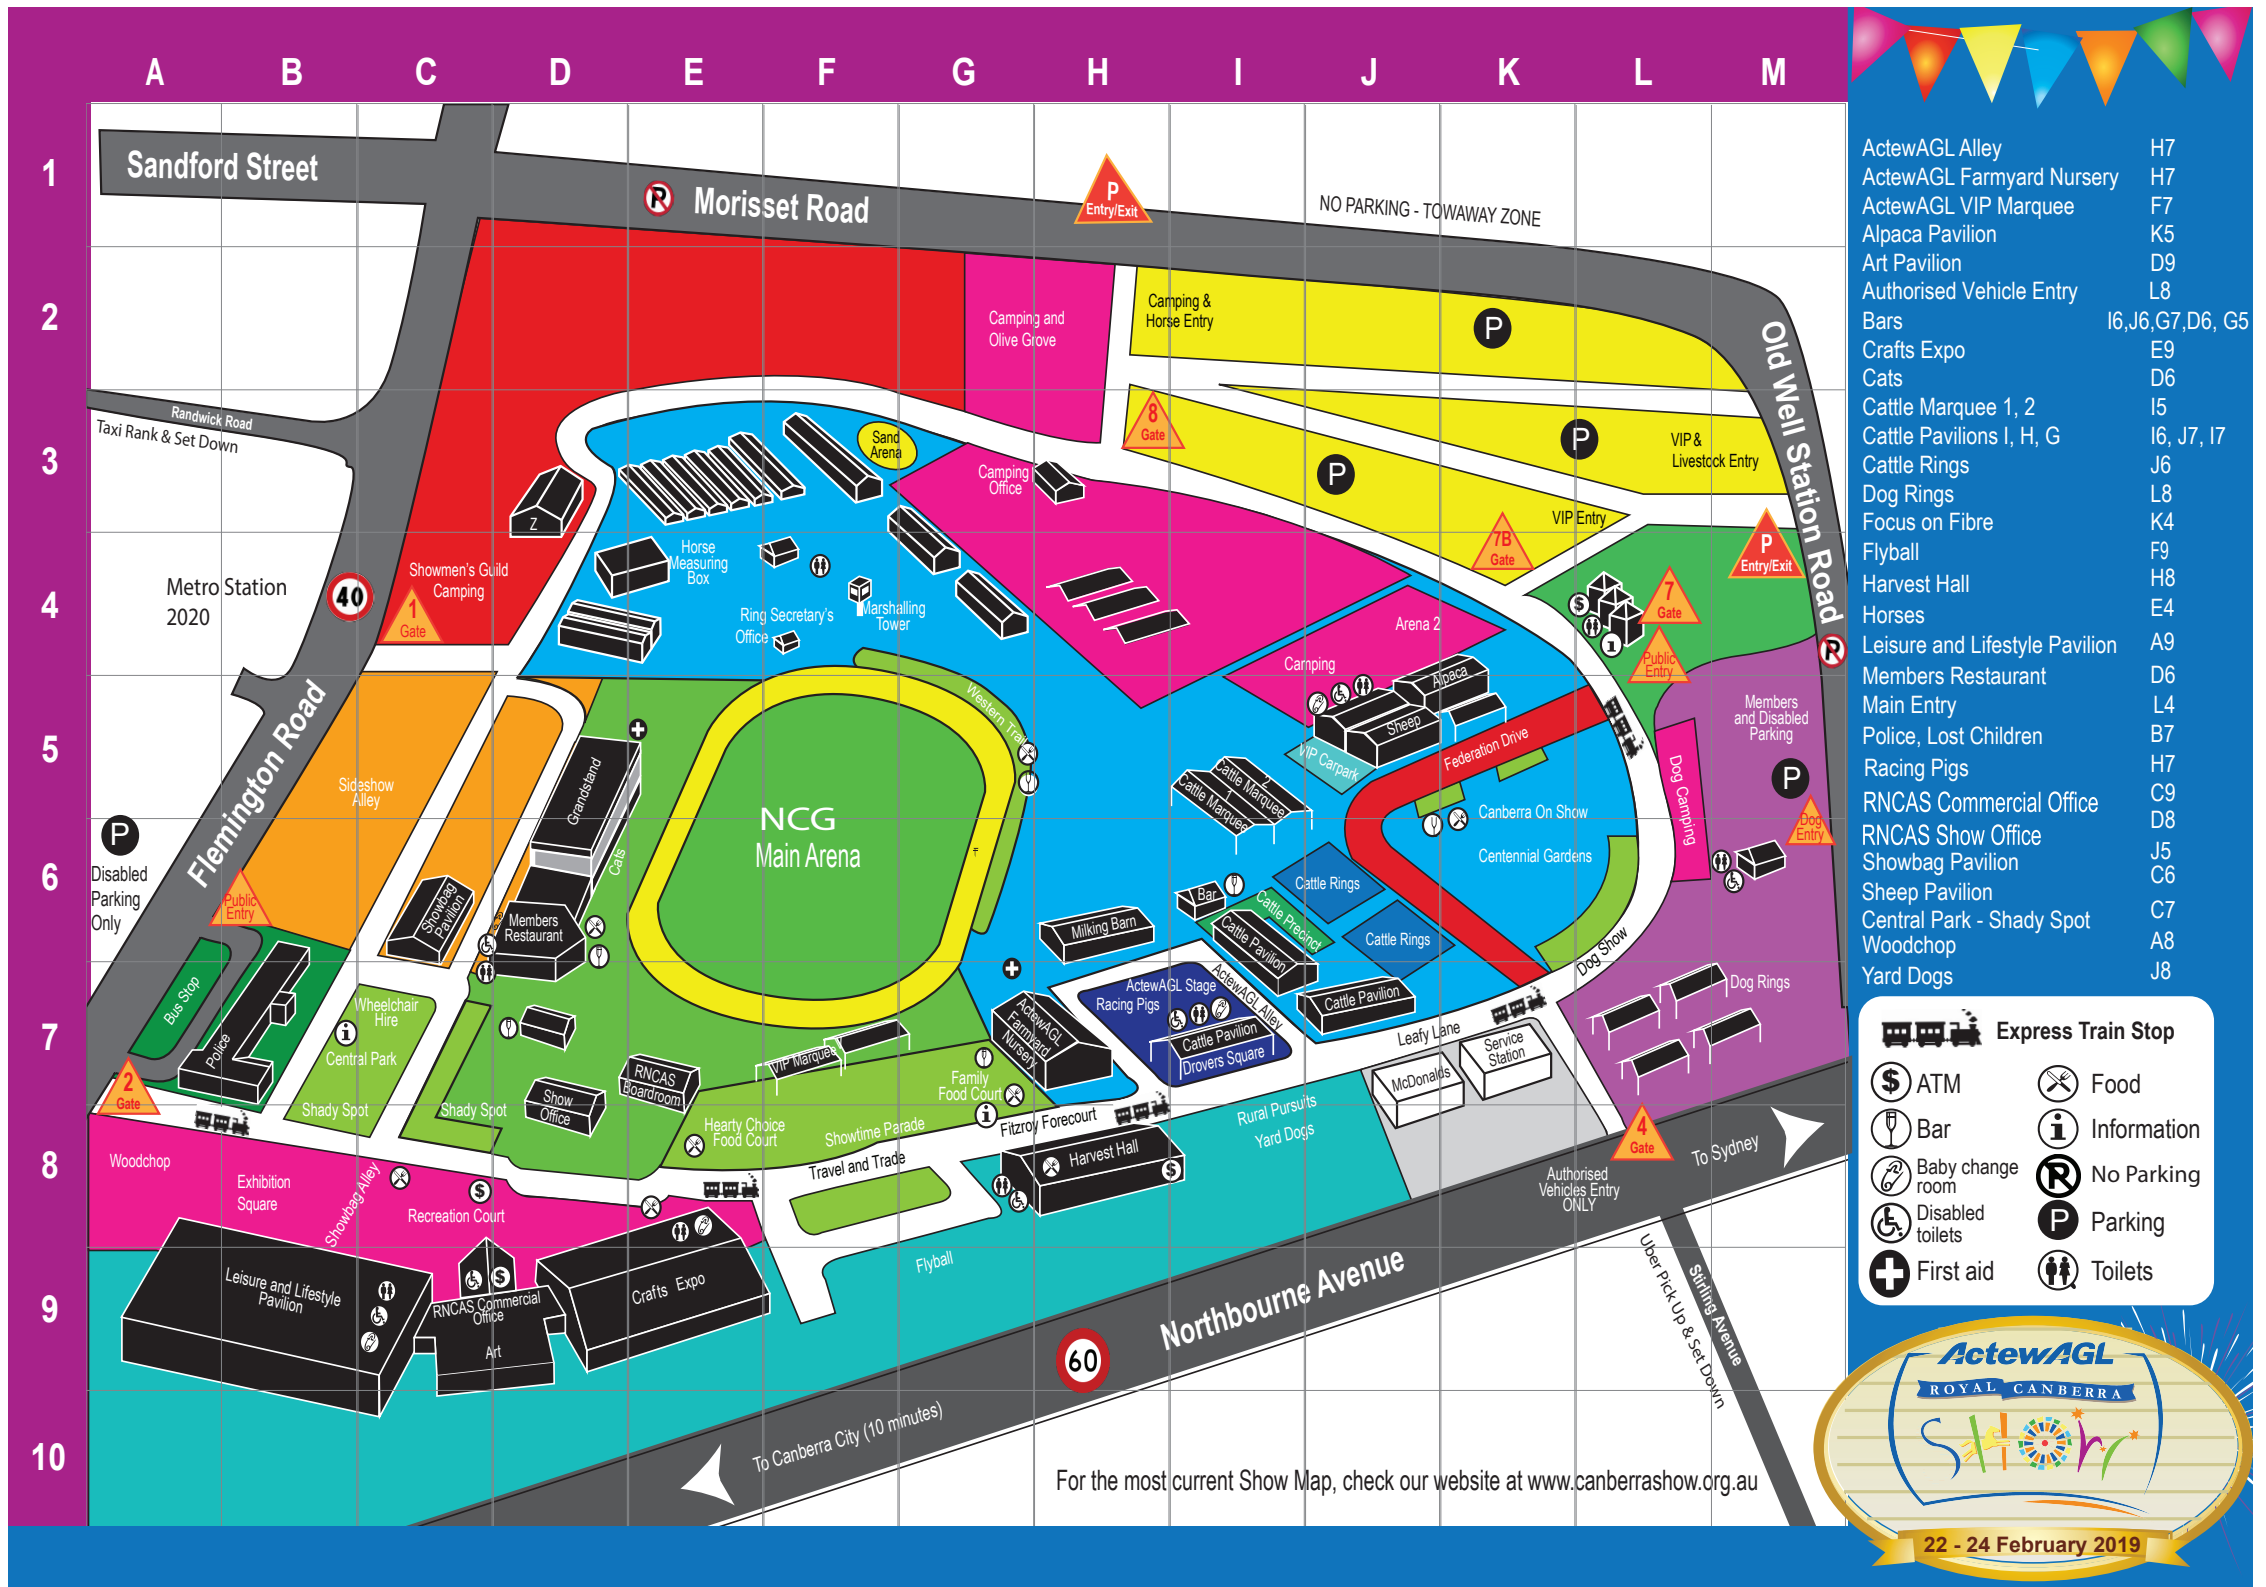 A B C D E F G H I J K L M
1
2
3
4
5
6
7
8
9
10
Sandford Street
Morisset Road
P
Entry/Exit
NO PARKING - TOWAWAY ZONE
Camping and
Olive Grove
Camping &
Horse Entry
P
Old Well Station Road
Randwick Road
Taxi Rank & Set Down
Sand
Arena
8
Gate
P
P
VIP &
Livestock Entry
Camping
Office
Z
VIP Entry
7B
Gate
P
Entry/Exit
Horse
Measuring
Box
Showmen's Guild
Camping
Metro Station
2020
40
1
Gate
Ring Secretary's
Office
Marshalling
Tower
Arena 2
7
Gate
Public
Entry
Camping
Alpaca
Sheep
VIP Carpark
Federation Drive
Members
and Disabled
Parking
P
Dog Camping
Dog
Entry
Western Trail
Flemington Road
Sideshow
Alley
Grandstand
Cats
NCG
Main Arena
Cattle Marquee
2
Cattle Marquee
1
Canberra On Show
Centennial Gardens
P
Disabled
Parking
Only
Public
Entry
Showbag
Pavilion
Members
Restaurant
Milking Barn
Bar
Cattle Rings
Cattle Precinct
Cattle Pavilion
Cattle Rings
Dog Show
Dog Rings
Bus Stop
Police
Wheelchair
Hire
Central Park
Shady Spot
Shady Spot
Show
Office
RNCAS
Boardroom
VIP Marquee
Family
Food Court
ActewAGL
Farmyard
Nursery
ActewAGL Stage
Racing Pigs
ActewAGL Alley
Cattle Pavilion
Drovers Square
Cattle Pavilion
Leafy Lane
Service
Station
McDonalds
2
Gate
Hearty Choice
Food Court
Showtime Parade
Travel and Trade
Fitzroy Forecourt
Harvest Hall
Rural Pursuits
Yard Dogs
4
Gate
Authorised
Vehicles Entry
ONLY
To Sydney
Woodchop
Exhibition
Square
Showbag Alley
Recreation Court
Flyball
Leisure and Lifestyle
Pavilion
RNCAS Commercial
Office
Art
Crafts Expo
Northbourne Avenue
60
Uber Pick Up & Set Down
Stirling Avenue
To Canberra City (10 minutes)
For the most current Show Map, check our website at www.canberrashow.org.au
ActewAGL Alley H7
ActewAGL Farmyard Nursery H7
ActewAGL VIP Marquee F7
Alpaca Pavilion K5
Art Pavilion D9
Authorised Vehicle Entry L8
Bars I6,J6,G7,D6, G5
Crafts Expo E9
Cats D6
Cattle Marquee 1, 2 I5
Cattle Pavilions I, H, G I6, J7, I7
Cattle Rings J6
Dog Rings L8
Focus on Fibre K4
Flyball F9
Harvest Hall H8
Horses E4
Leisure and Lifestyle Pavilion A9
Members Restaurant D6
Main Entry L4
Police, Lost Children B7
Racing Pigs H7
RNCAS Commercial Office C9
RNCAS Show Office D8
Showbag Pavilion J5
Sheep Pavilion C6
Central Park - Shady Spot C7
Woodchop A8
Yard Dogs J8
Express Train Stop
$ ATM
Food
Bar
i Information
Baby change
room
No Parking
Disabled
toilets
P Parking
First aid
Toilets
ActewAGL
ROYAL CANBERRA
SHOW
22 - 24 February 2019